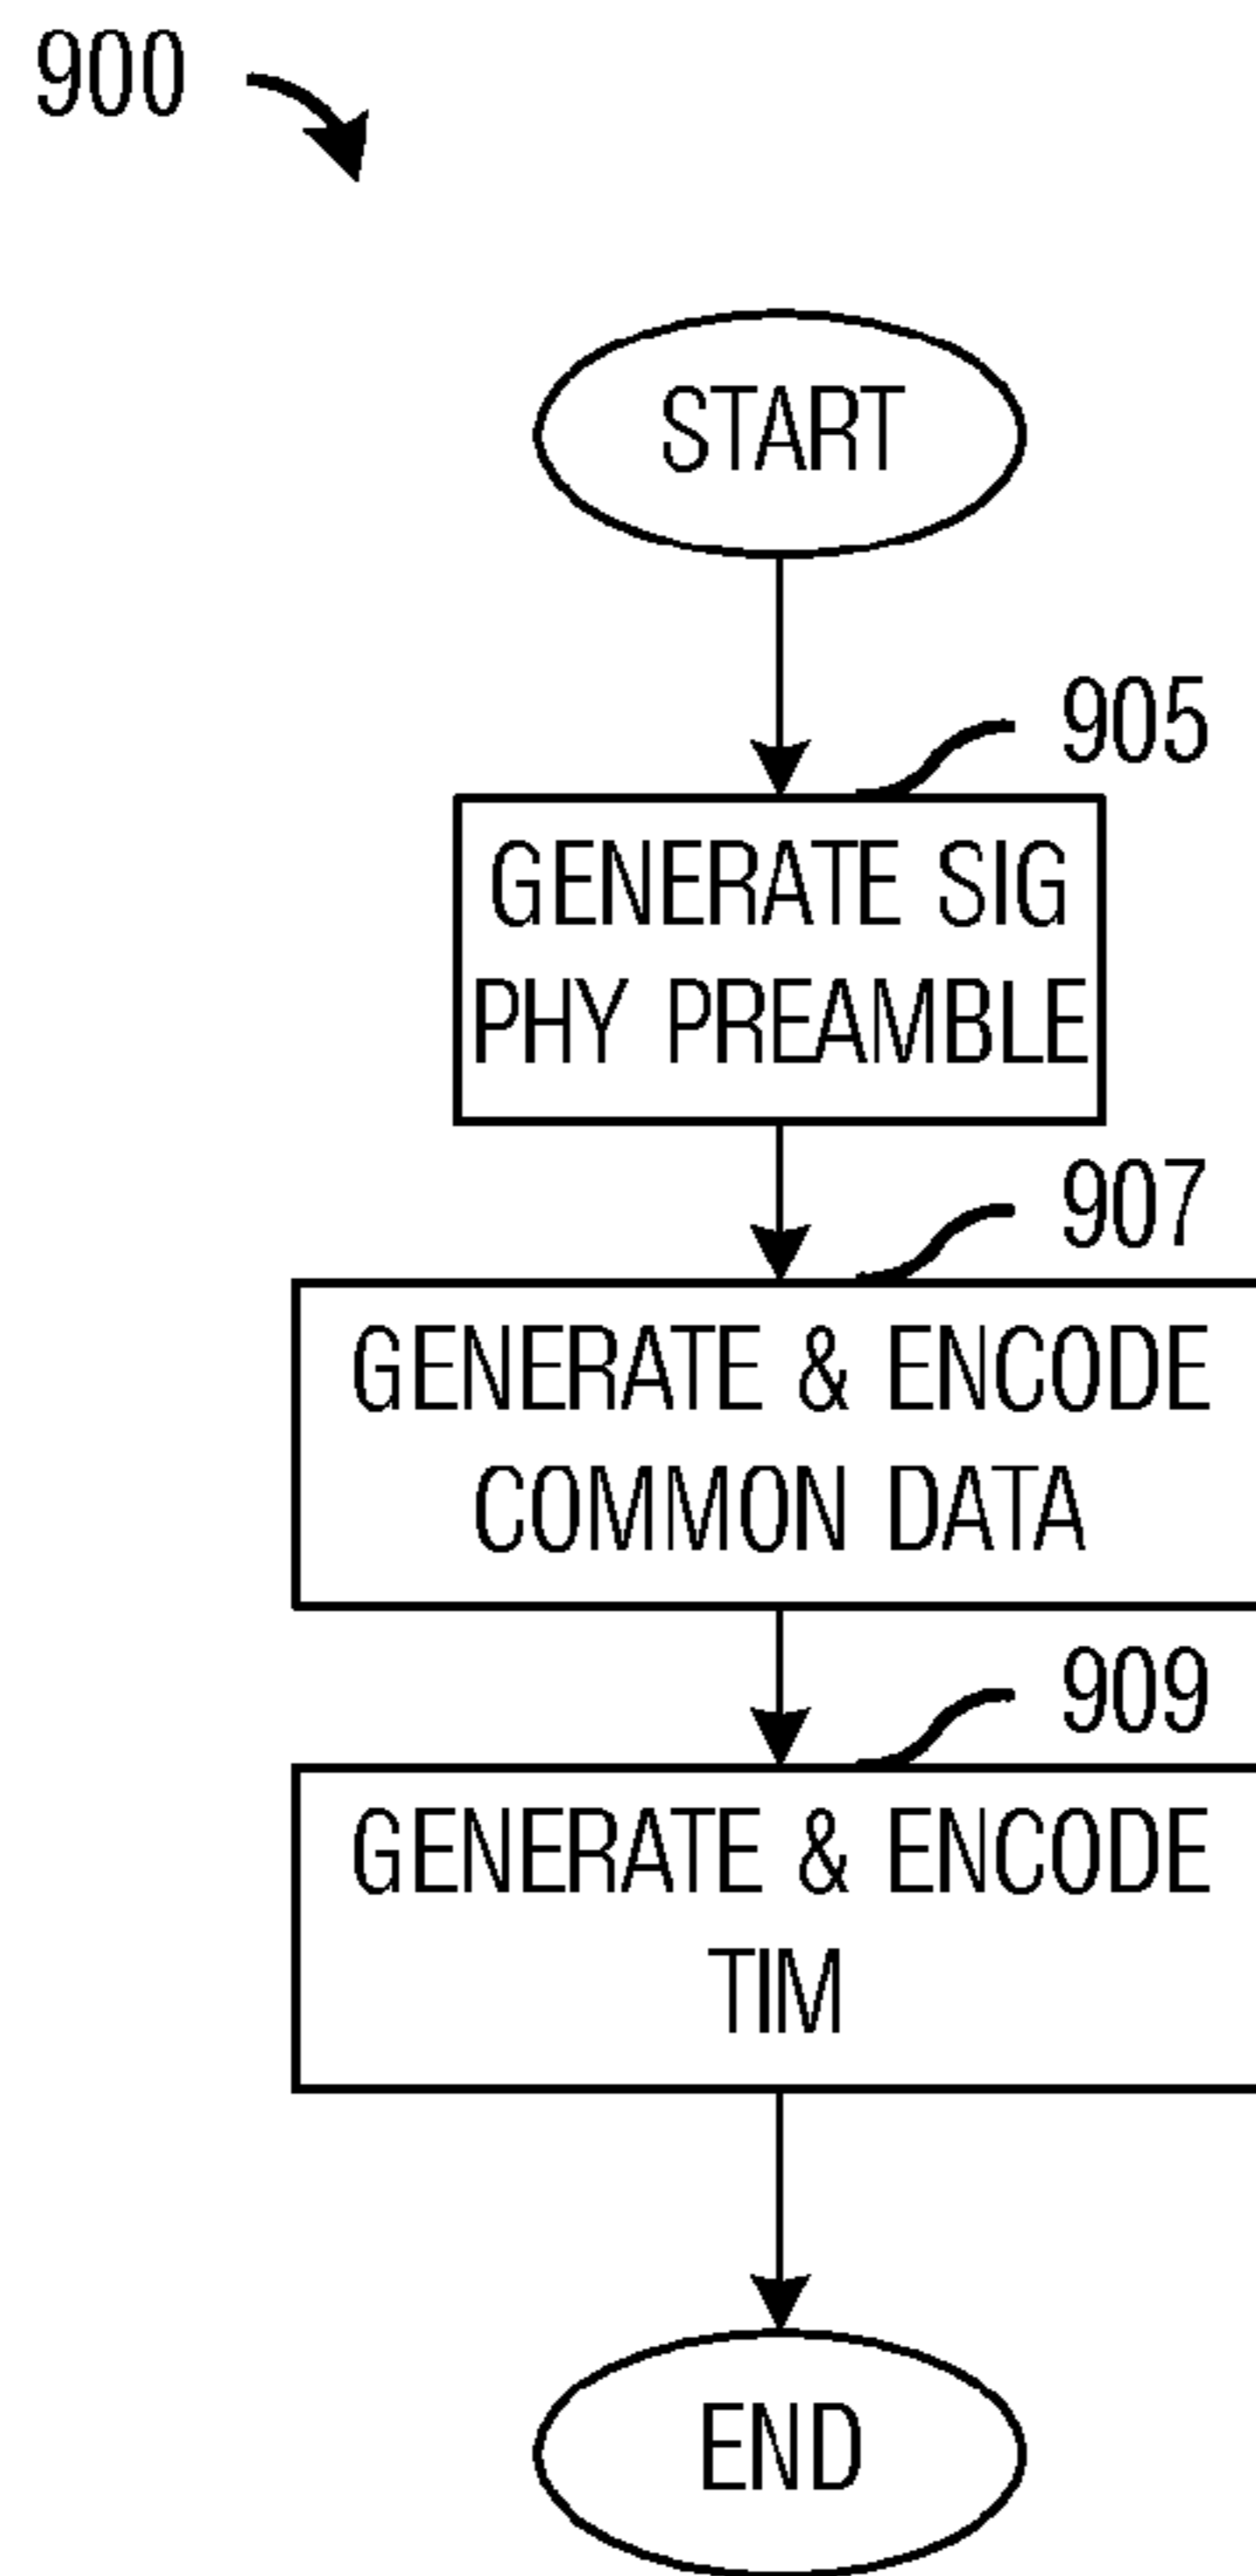 900
START
905
GENERATE SIG
PHY PREAMBLE
907
GENERATE & ENCODE
COMMON DATA
909
GENERATE & ENCODE
TIM
END